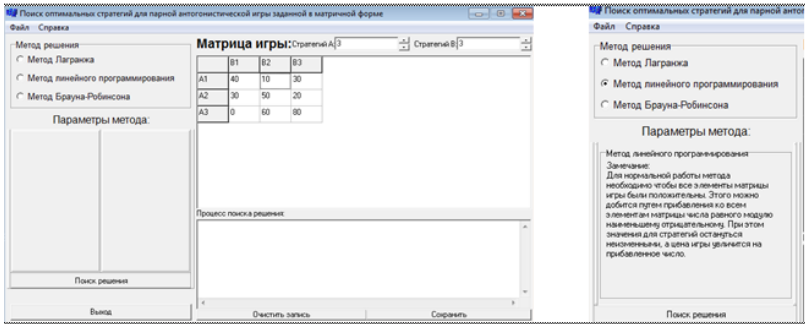 Поиск оптимальных стратегий для парной антогонистической игры заданной в матричной форме
Файл Справка
Метод решения
Метод Лагранжа
Метод линейного программирования
Метод Брауна-Робинсона
Параметры метода:
Поиск решения
Выход
Матрица игры: Стратегий A: 3 Стратегий B: 3
B1 B2 B3
A1 40 10 30
A2 30 50 20
A3 0 60 80
Процесс поиска решения:
Очистить запись Сохранить
Поиск оптимальных стратегий для парной антог
Файл Справка
Метод решения
Метод Лагранжа
Метод линейного программирования
Метод Брауна-Робинсона
Параметры метода:
Метод линейного программирования
Замечание:
Для нормальной работы метода
необходимо чтобы все элементы матрицы
игры были положительны. Этого можно
добится путем прибавления ко всем
элементам матрицы числа равного модулю
наименьшему отрицательному. При этом
значения для стратегий остануться
неизменными, а цена игры увличится на
прибавленное число.
Поиск решения